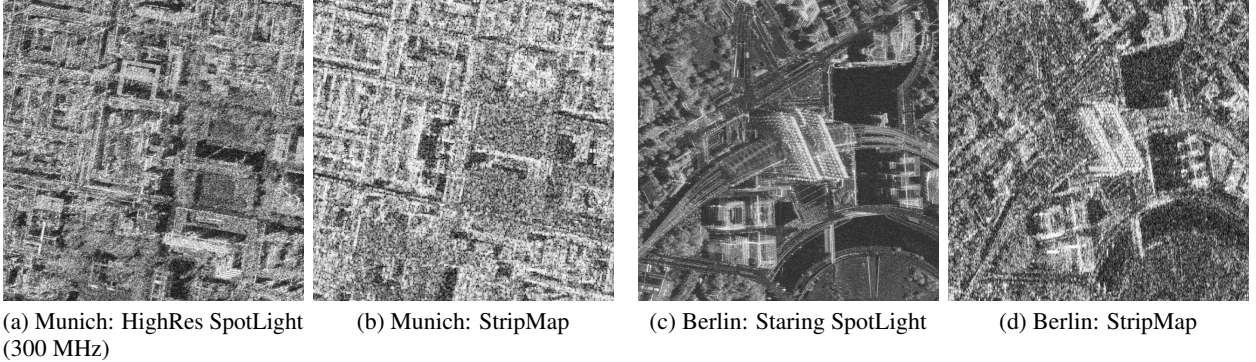 (a) Munich: HighRes SpotLight
(300 MHz)
(b) Munich: StripMap
(c) Berlin: Staring SpotLight
(d) Berlin: StripMap